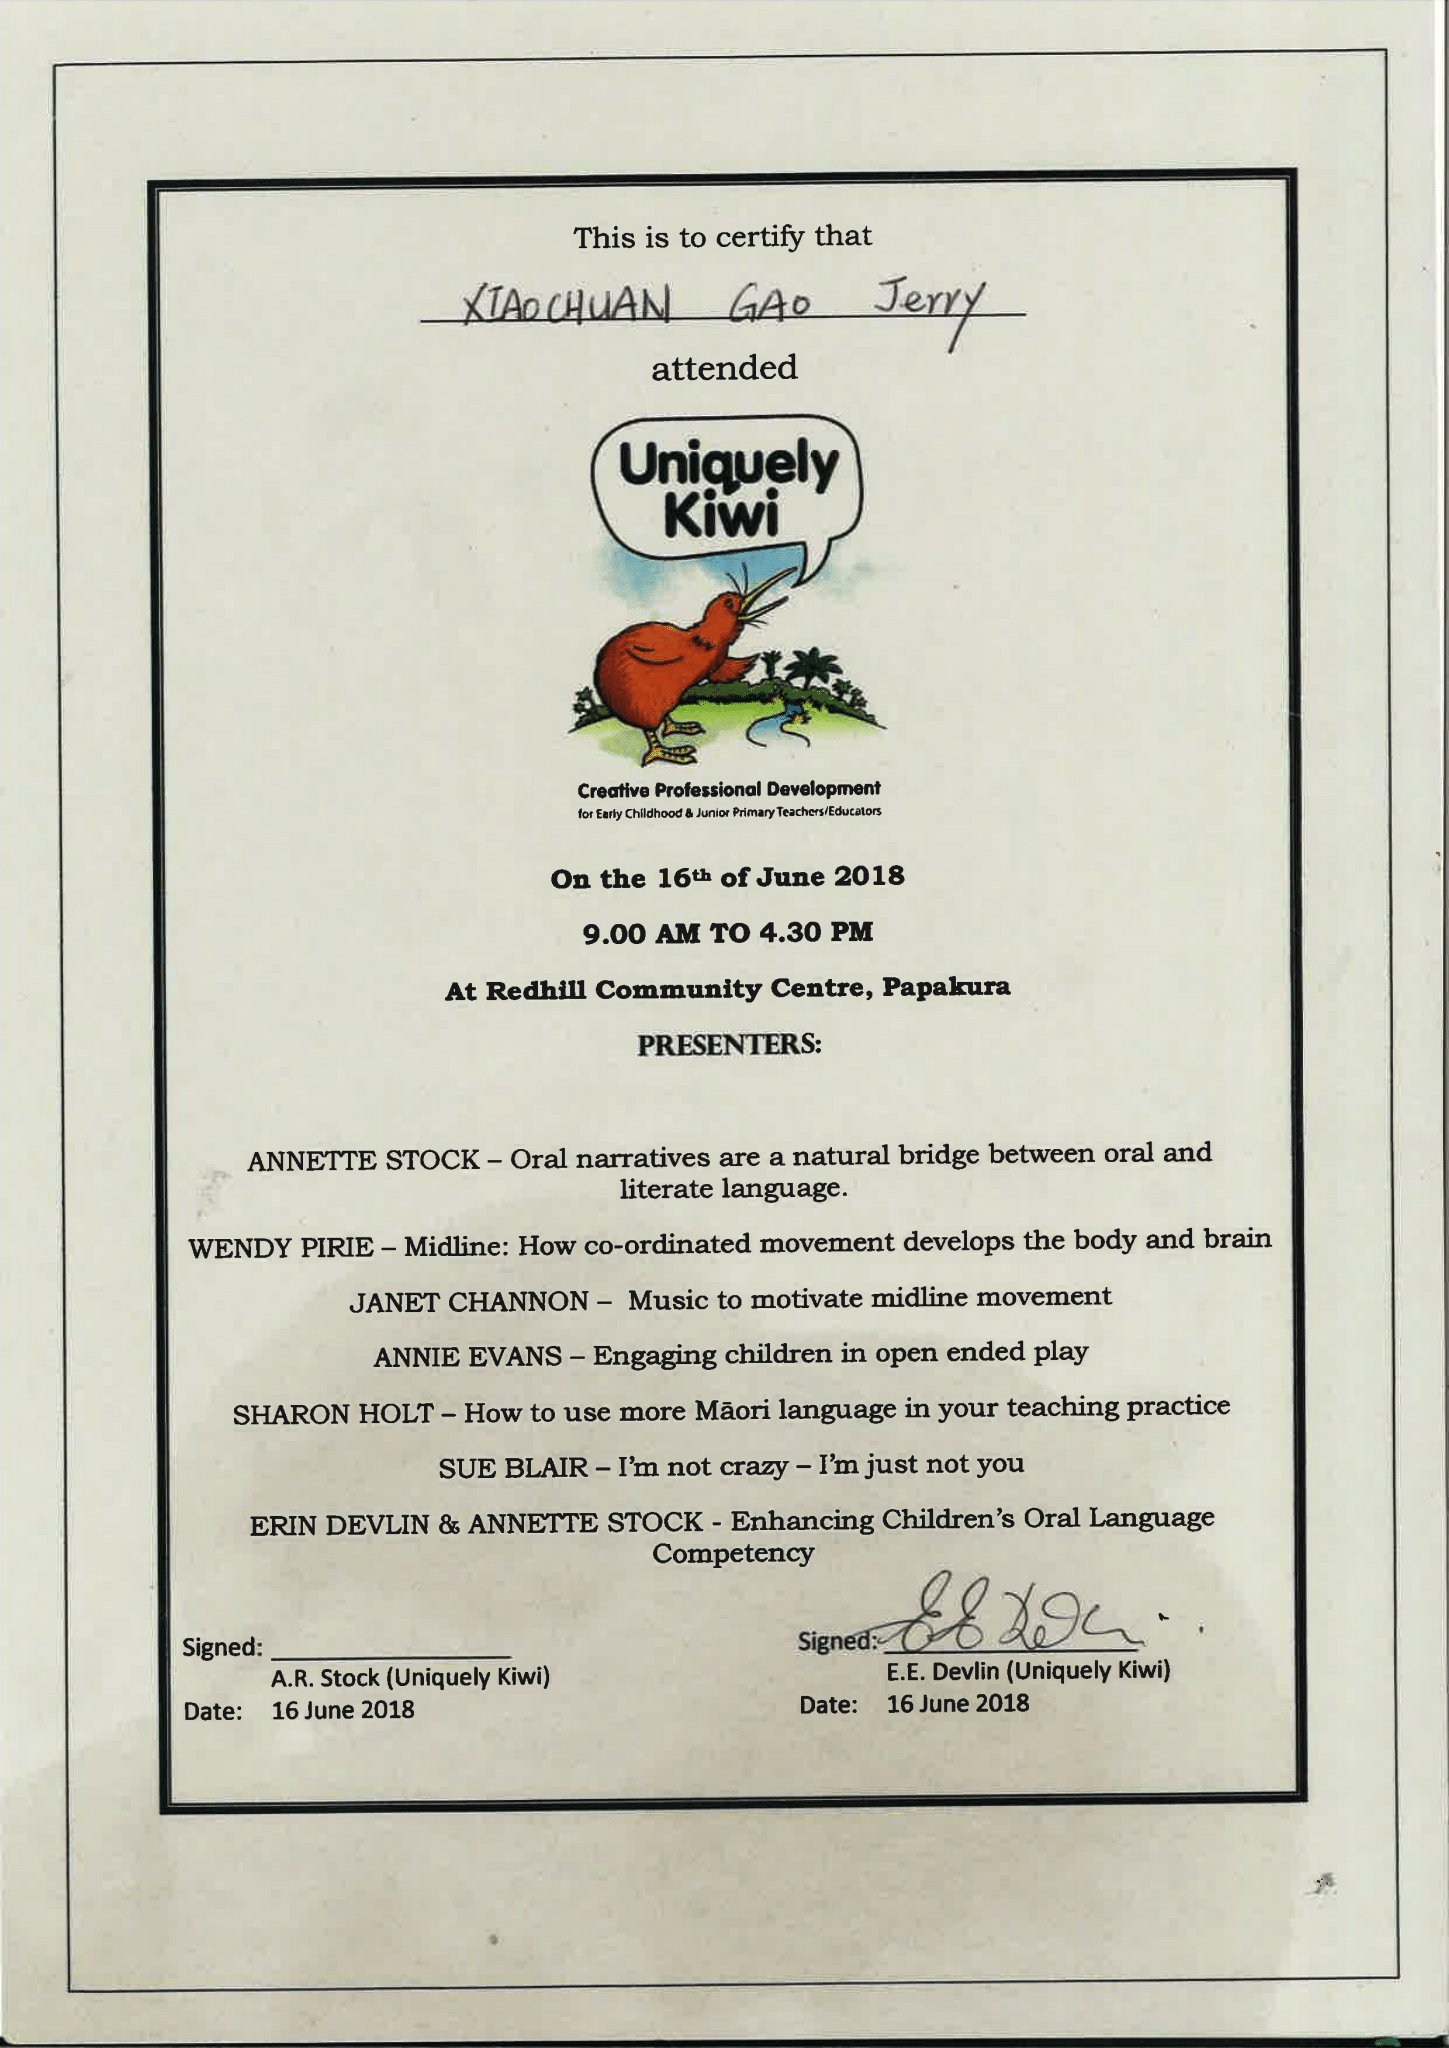 This is to certify that
XIAOCHUAN GAO Jerry
attended
Uniquely
Kiwi
Creative Professional Development
for Early Childhood & Junior Primary Teachers/Educators
On the 16th of June 2018
9.00 AM TO 4.30 PM
At Redhill Community Centre, Papakura
PRESENTERS:
ANNETTE STOCK – Oral narratives are a natural bridge between oral and
literate language.
WENDY PIRIE – Midline: How co-ordinated movement develops the body and brain
JANET CHANNON – Music to motivate midline movement
ANNIE EVANS – Engaging children in open ended play
SHARON HOLT – How to use more Māori language in your teaching practice
SUE BLAIR – I'm not crazy – I'm just not you
ERIN DEVLIN & ANNETTE STOCK - Enhancing Children's Oral Language
Competency
Signed:
A.R. Stock (Uniquely Kiwi)
Date: 16 June 2018
Signed: EE Devlin
E.E. Devlin (Uniquely Kiwi)
Date: 16 June 2018